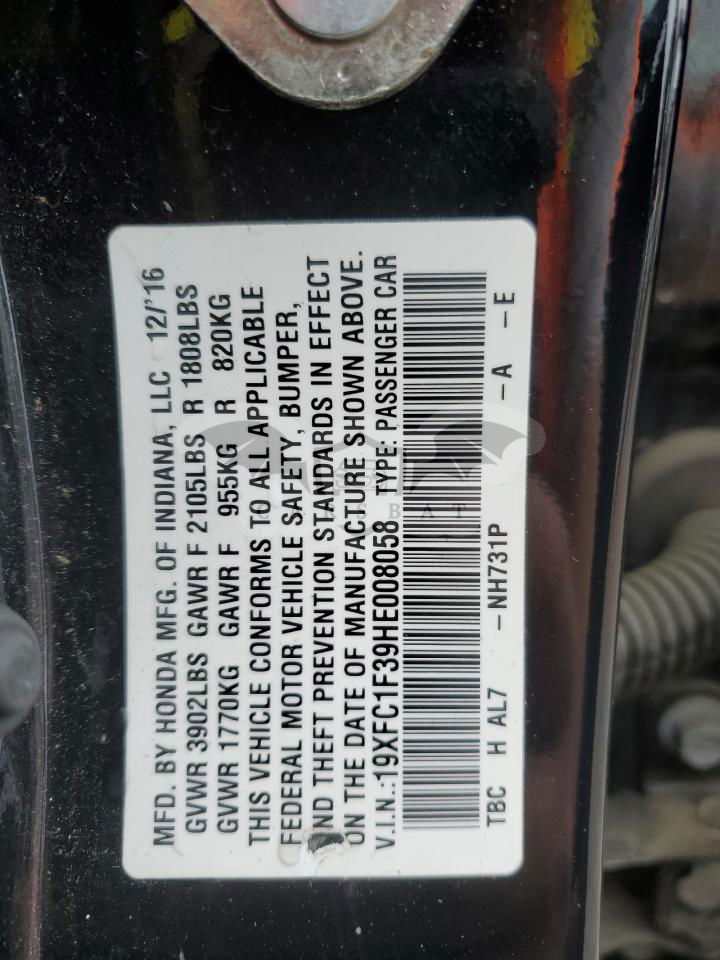 MFD. BY HONDA MFG. OF INDIANA, LLC 12/'16
GVWR 3902LBS GAWR F 2105LBS R 1808LBS
GVWR 1770KG GAWR F 955KG R 820KG
THIS VEHICLE CONFORMS TO ALL APPLICABLE
FEDERAL MOTOR VEHICLE SAFETY, BUMPER,
AND THEFT PREVENTION STANDARDS IN EFFECT
ON THE DATE OF MANUFACTURE SHOWN ABOVE.
V.I.N.:19XFC1F39HE008058 TYPE: PASSENGER CAR
TBC H AL7 -NH731P -A -E